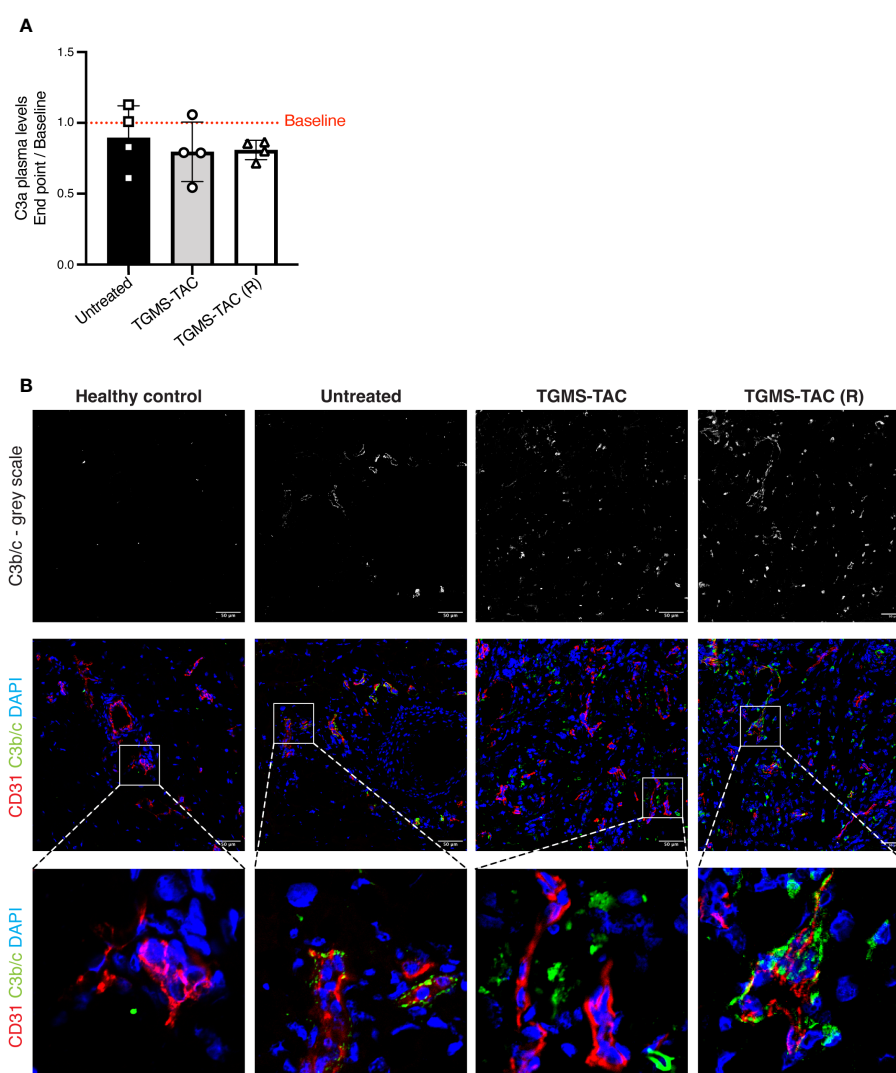 A
C3a plasma levels
End point / Baseline
1.5
1.0
0.5
0.0
Baseline
Untreated
TGMS-TAC
TGMS-TAC (R)
B
Healthy control
Untreated
TGMS-TAC
TGMS-TAC (R)
C3b/c - grey scale
50 µm
50 µm
50 µm
CD31 C3b/c DAPI
50 µm
50 µm
50 µm
CD31 C3b/c DAPI